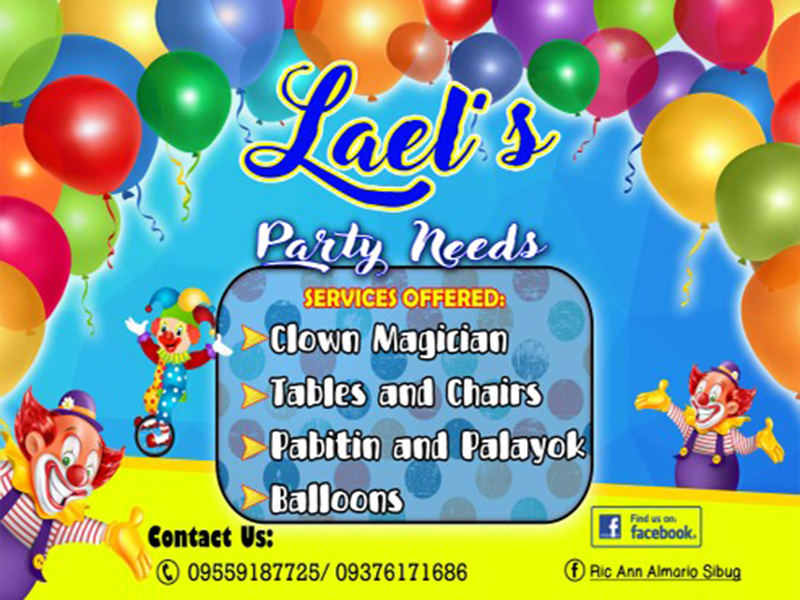 Lael's
Party Needs
SERVICES OFFERED:
Clown Magician
Tables and Chairs
Pabitin and Palayok
Balloons
Contact Us:
09559187725/ 09376171686
Find us on:
facebook.
Ric Ann Almario Sibug